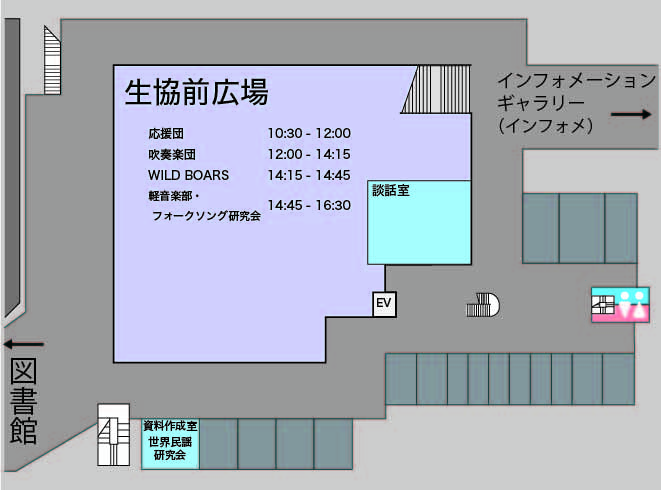 生協前広場
インフォメーション
ギャラリー
（インフォメ）
応援団 10:30 - 12:00
吹奏楽団 12:00 - 14:15
WILD BOARS 14:15 - 14:45
軽音楽部・
フォークソング研究会 14:45 - 16:30
談話室
EV
図書館
資料作成室
世界民謡
研究会